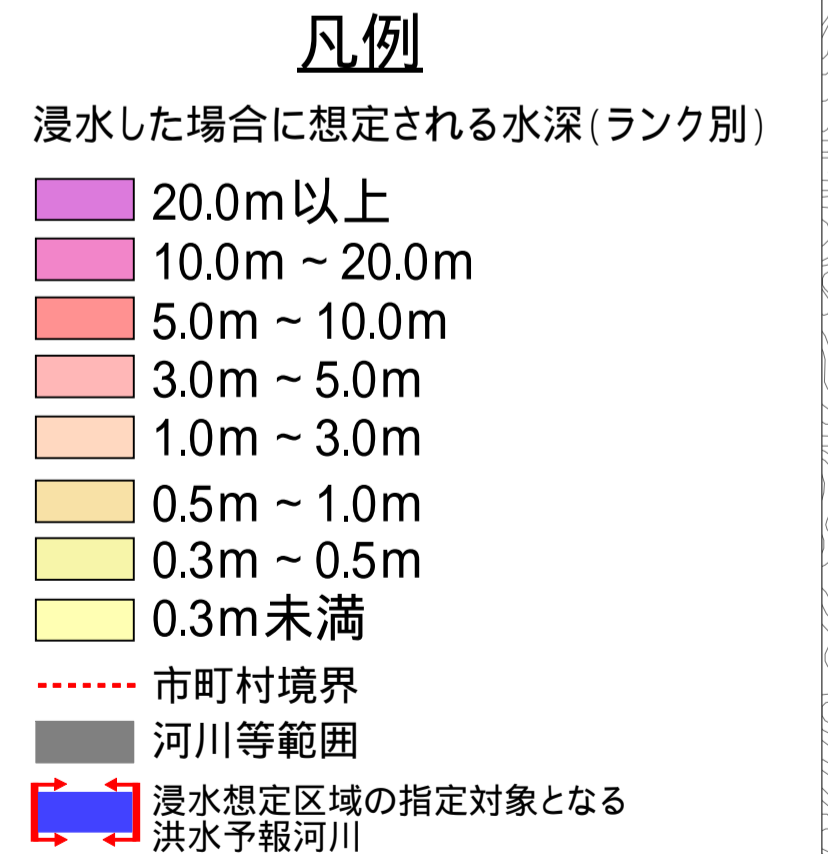 凡例
浸水した場合に想定される水深(ランク別)
20.0m以上
10.0m ~ 20.0m
5.0m ~ 10.0m
3.0m ~ 5.0m
1.0m ~ 3.0m
0.5m ~ 1.0m
0.3m ~ 0.5m
0.3m未満
市町村境界
河川等範囲
浸水想定区域の指定対象となる
洪水予報河川